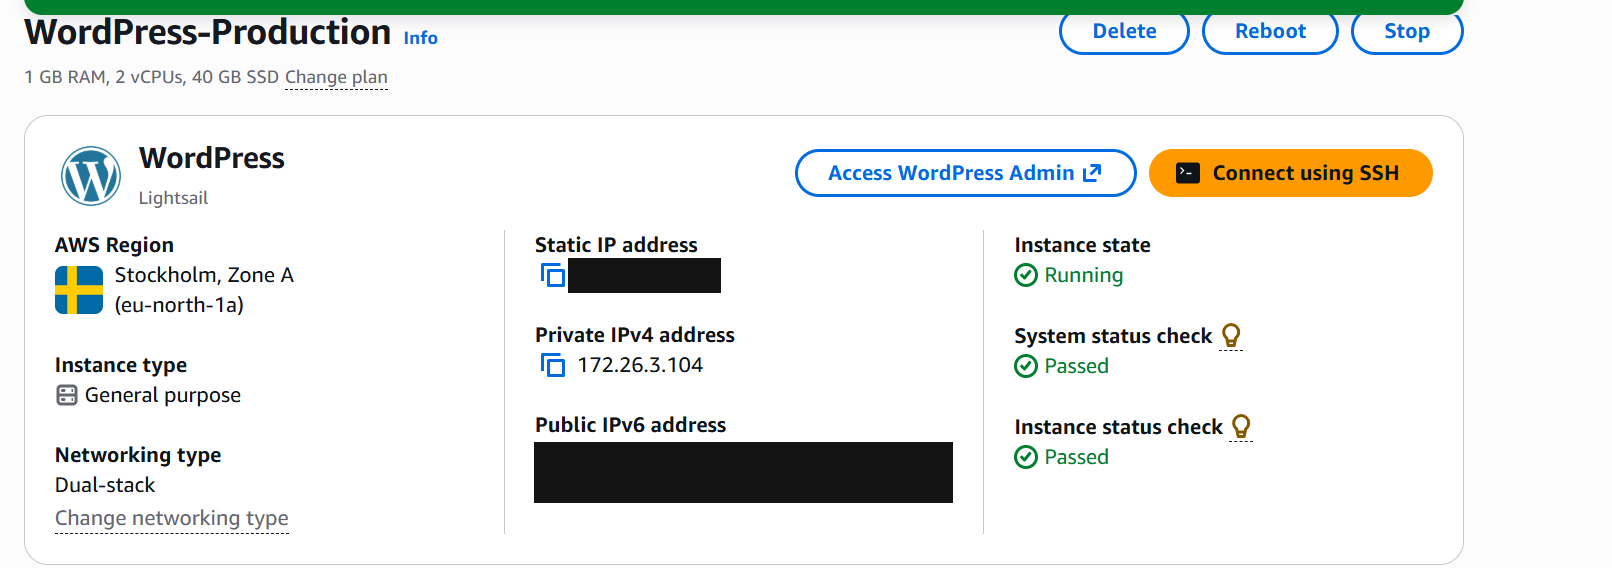 WordPress-Production Info
Delete
Reboot
Stop
1 GB RAM, 2 vCPUs, 40 GB SSD Change plan
WordPress
Lightsail
Access WordPress Admin
Connect using SSH
AWS Region
Stockholm, Zone A
(eu-north-1a)
Instance type
General purpose
Networking type
Dual-stack
Change networking type
Static IP address
Private IPv4 address
172.26.3.104
Public IPv6 address
Instance state
Running
System status check
Passed
Instance status check
Passed